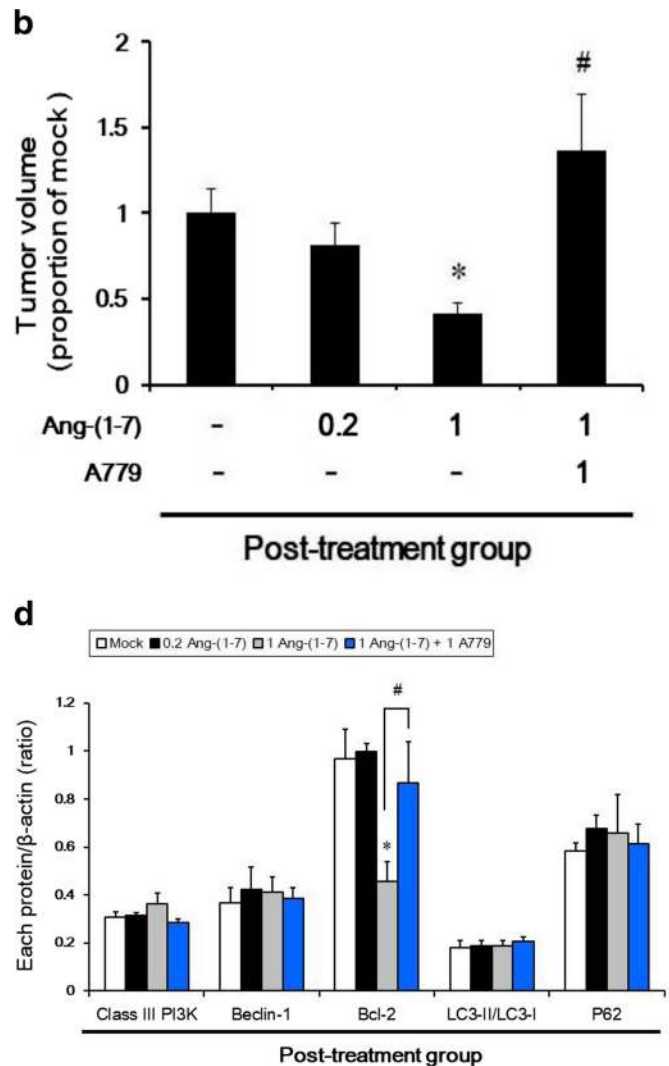 b
2
1.5
1
0.5
0
Tumor volume
(proportion of mock )
*
#
Ang-(1-7) - 0.2 1 1
A779 - - - 1
Post-treatment group
d
Mock 0.2 Ang-(1-7) 1 Ang-(1-7) 1 Ang-(1-7) + 1 A779
1.2
1
0.8
0.6
0.4
0.2
0
Each protein/β-actin (ratio)
#
*
Class III PI3K Beclin-1 Bcl-2 LC3-II/LC3-I P62
Post-treatment group